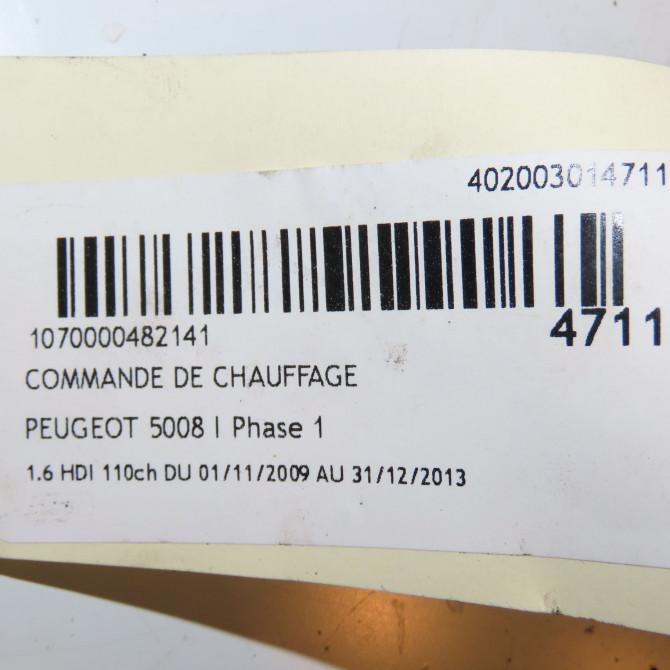 402003014711
1070000482141
4711
COMMANDE DE CHAUFFAGE
PEUGEOT 5008 I Phase 1
1.6 HDI 110ch DU 01/11/2009 AU 31/12/2013